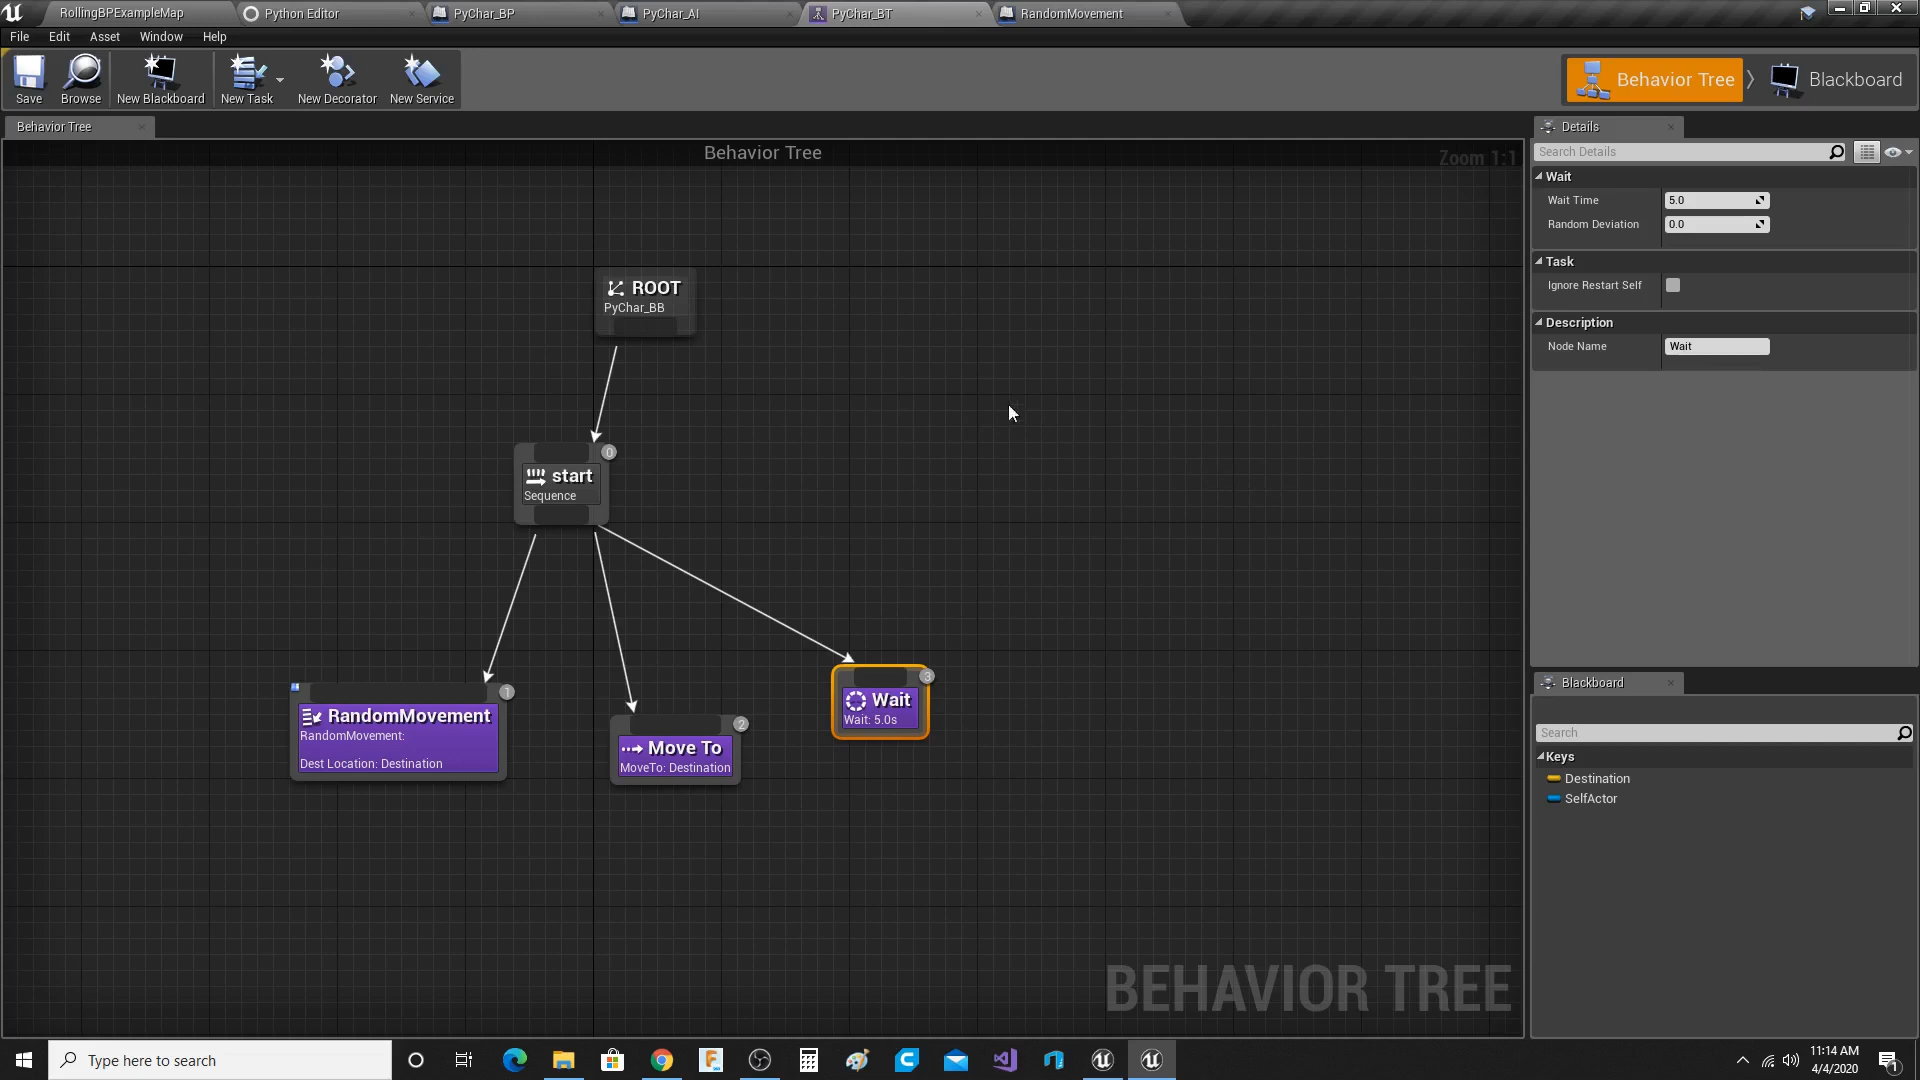 RollingBPExampleMap
Python Editor
PyChar_BP
PyChar_AI
PyChar_BT
RandomMovement
File
Edit
Asset
Window
Help
Save
Browse
New Blackboard
New Task
New Decorator
New Service
Behavior Tree
Blackboard
Behavior Tree
Behavior Tree
Zoom 1:1
ROOT
PyChar_BB
0
start
Sequence
1
RandomMovement
RandomMovement:
Dest Location: Destination
2
Move To
MoveTo: Destination
3
Wait
Wait: 5.0s
BEHAVIOR TREE
Details
Search Details
Wait
Wait Time
5.0
Random Deviation
0.0
Task
Ignore Restart Self
Description
Node Name
Wait
Blackboard
Search
Keys
Destination
SelfActor
Type here to search
11:14 AM
4/4/2020
1